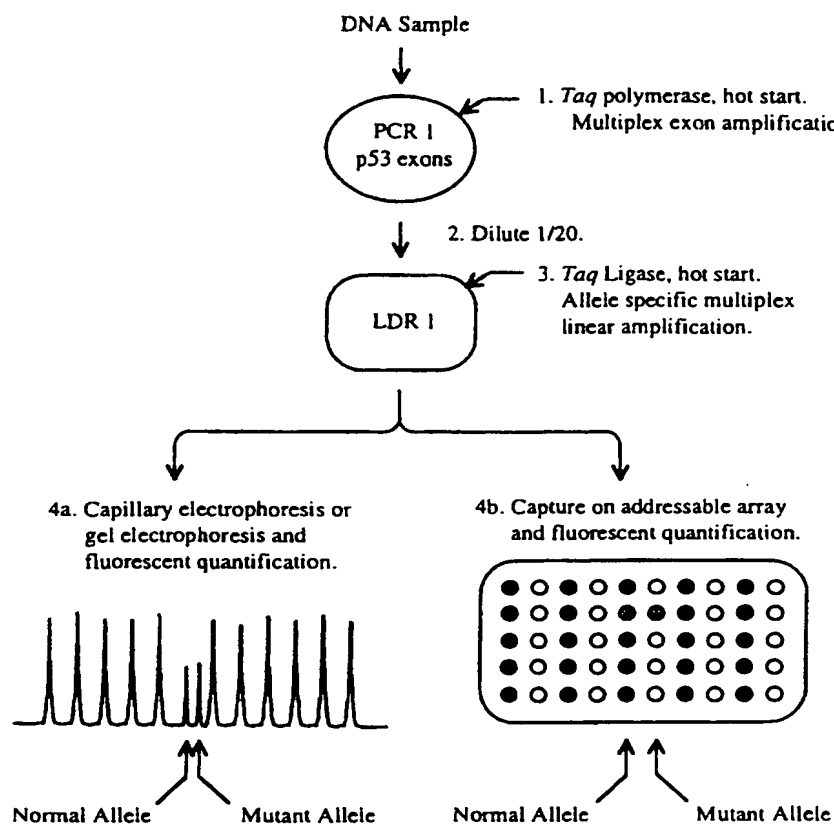 DNA Sample
1. Taq polymerase, hot start.
Multiplex exon amplificatio
PCR 1
p53 exons
2. Dilute 1/20.
3. Taq Ligase, hot start.
Allele specific multiplex
linear amplification.
LDR 1
4a. Capillary electrophoresis or
gel electrophoresis and
fluorescent quantification.
4b. Capture on addressable array
and fluorescent quantification.
Normal Allele
Mutant Allele
Normal Allele
Mutant Allele